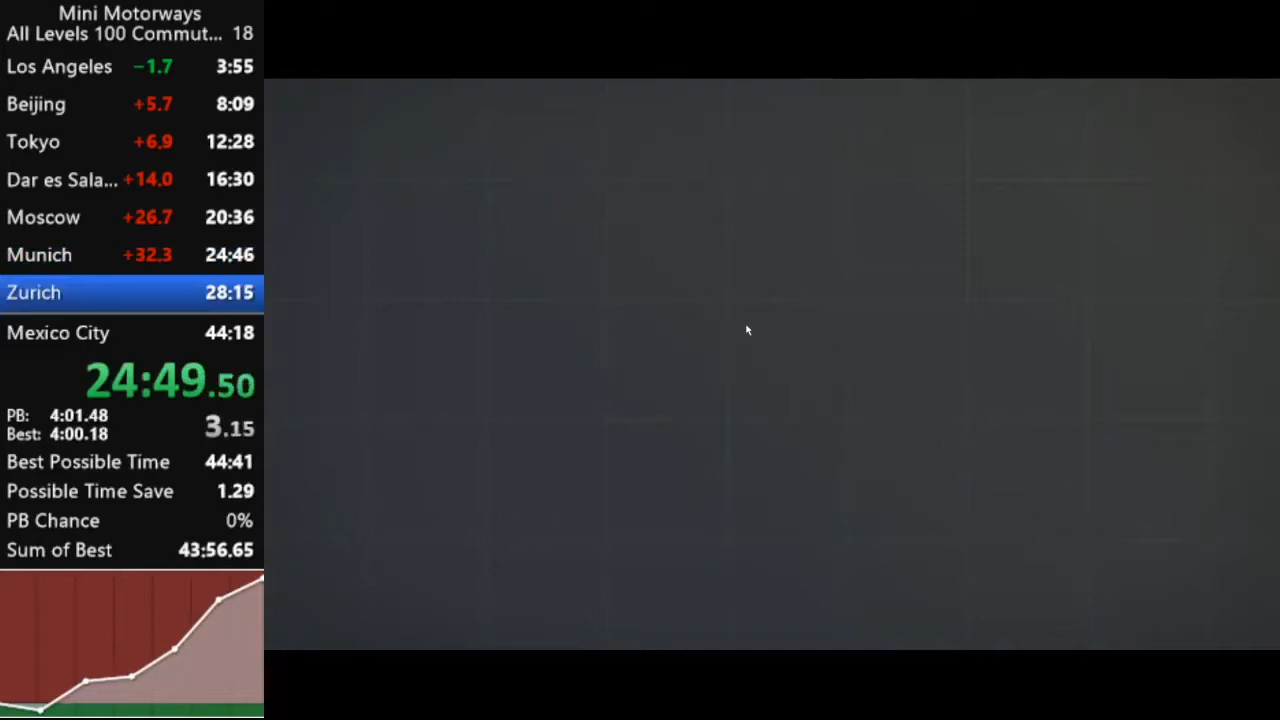 Mini Motorways
All Levels 100 Commut... 18
Los Angeles −1.7 3:55
Beijing +5.7 8:09
Tokyo +6.9 12:28
Dar es Sala... +14.0 16:30
Moscow +26.7 20:36
Munich +32.3 24:46
Zurich 28:15
Mexico City 44:18
24:49.50
PB: 4:01.48
Best: 4:00.18
3.15
Best Possible Time 44:41
Possible Time Save 1.29
PB Chance 0%
Sum of Best 43:56.65